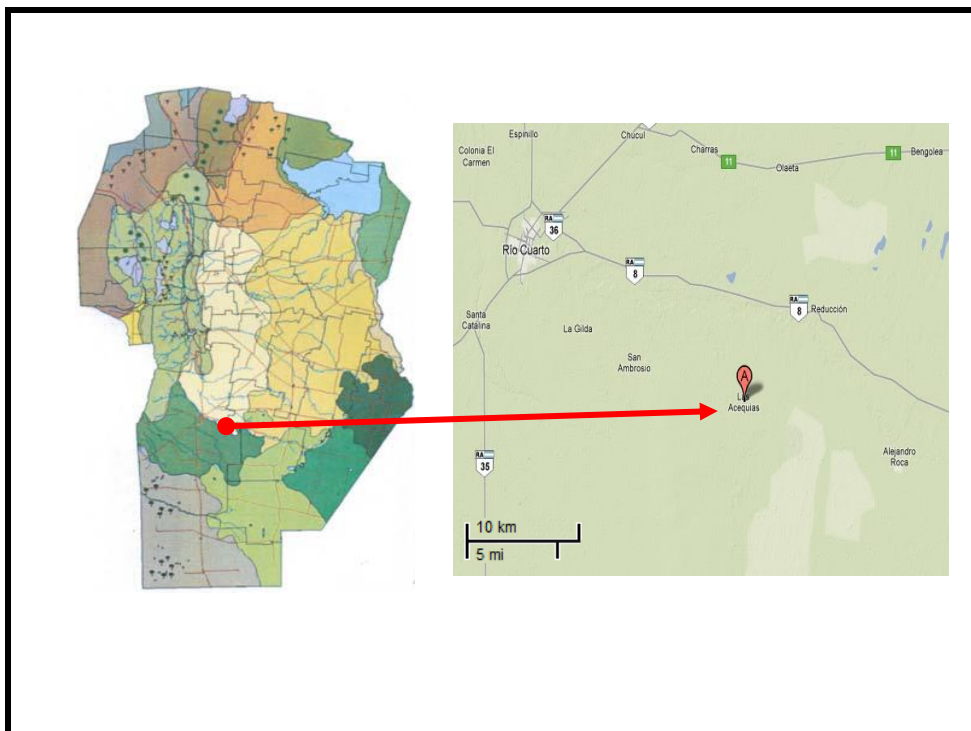 Espinillo
Chucul
Colonia El
Carmen
Charras
11
Olaeta
11
Bengolea
RA
36
Río Cuarto
RA
8
RA
8
Reducción
Santa
Catalina
La Gilda
San
Ambrosio
A
Las
Acequias
RA
35
Alejandro
Roca
10 km
5 mi